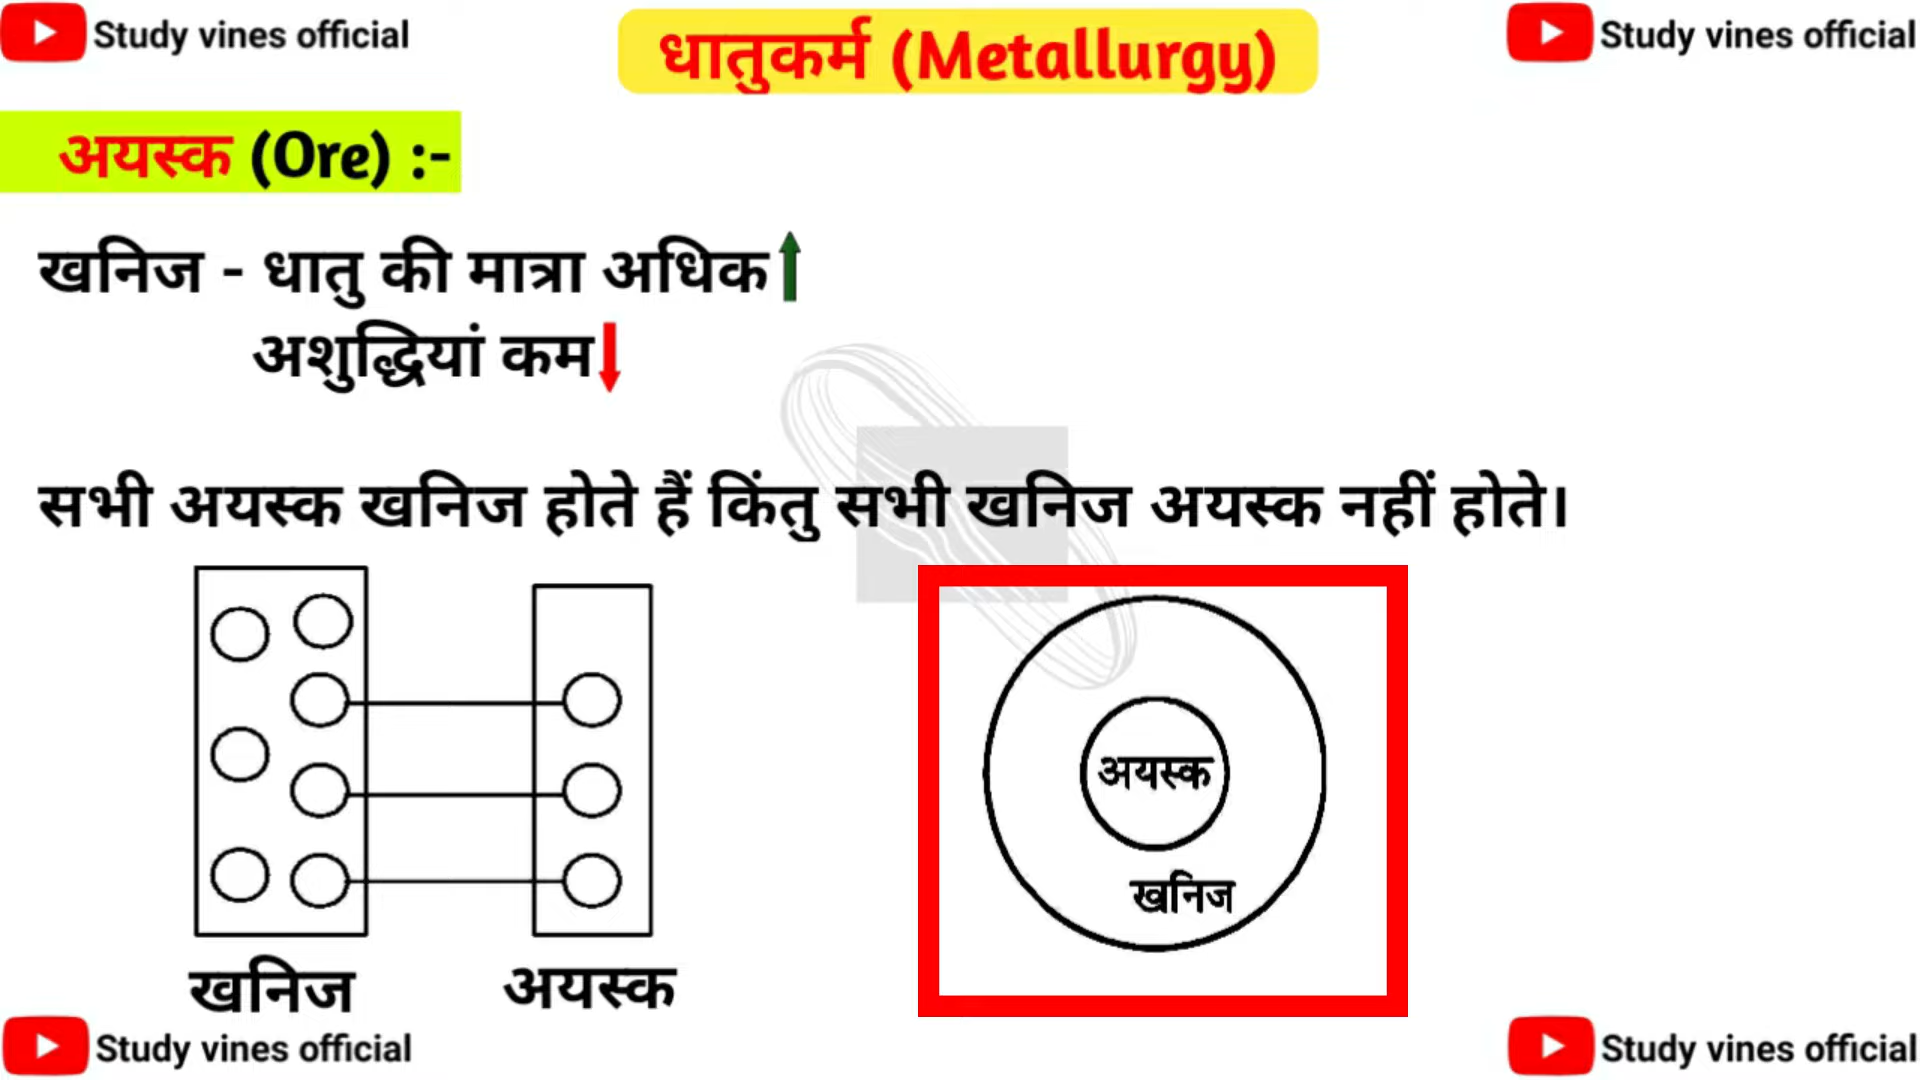 Study vines official
धातुकर्म (Metallurgy)
Study vines official
अयस्क (Ore) :-
खनिज - धातु की मात्रा अधिक
अशुद्धियां कम
सभी अयस्क खनिज होते हैं किंतु सभी खनिज अयस्क नहीं होते।
अयस्क
खनिज
खनिज
अयस्क
Study vines official
Study vines official